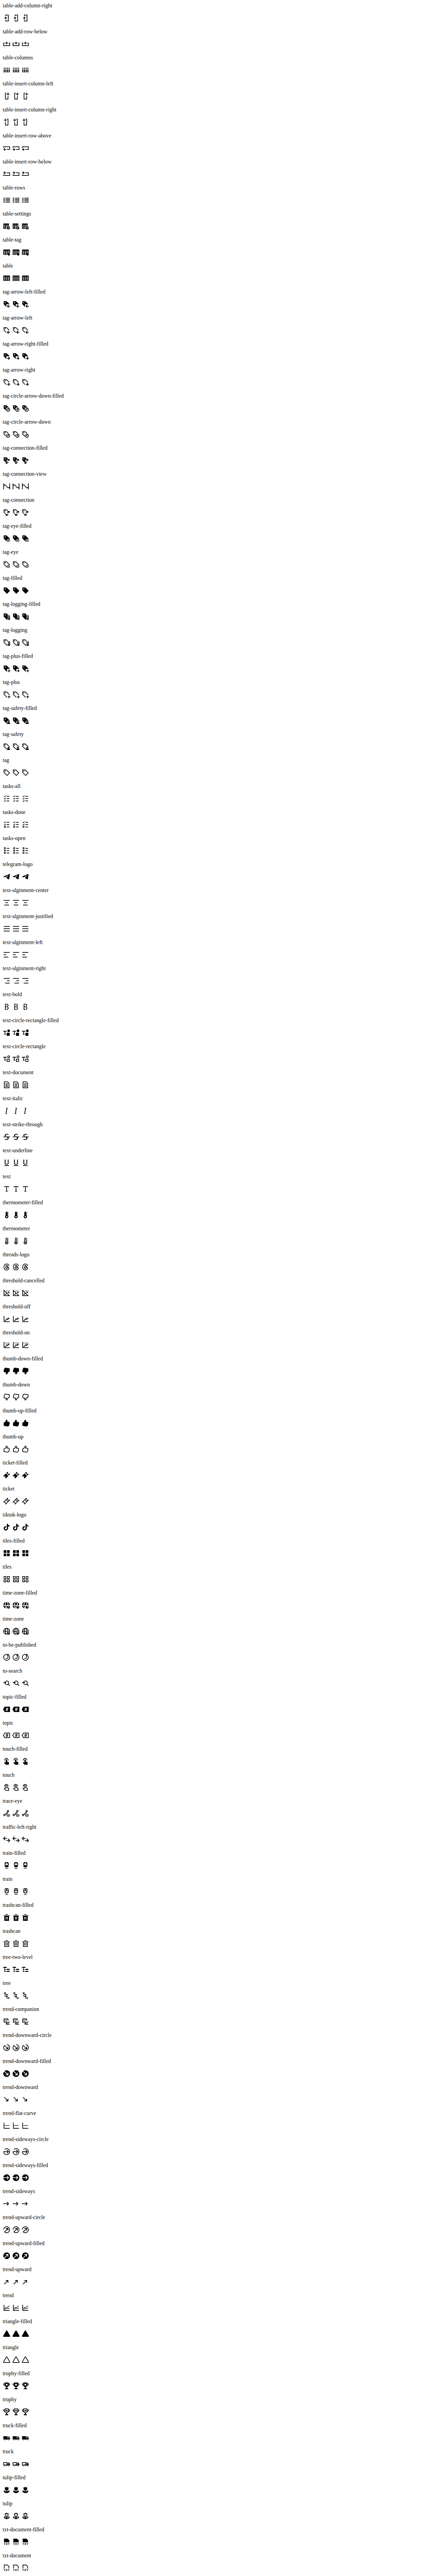 table-add-column-right
table-add-row-below
table-columns
table-insert-column-left
table-insert-column-right
table-insert-row-above
table-insert-row-below
table-rows
table-settings
table-tag
table
tag-arrow-left-filled
tag-arrow-left
tag-arrow-right-filled
tag-arrow-right
tag-circle-arrow-down-filled
tag-circle-arrow-down
tag-connection-filled
tag-connection-view
tag-connection
tag-eye-filled
tag-eye
tag-filled
tag-logging-filled
tag-logging
tag-plus-filled
tag-plus
tag-safety-filled
tag-safety
tag
tasks-all
tasks-done
tasks-open
telegram-logo
text-alginment-center
text-alginment-justified
text-alginment-left
text-alginment-right
text-bold
text-circle-rectangle-filled
text-circle-rectangle
text-document
text-italic
text-strike-through
text-underline
text
thermometer-filled
thermometer
threads-logo
threshold-cancelled
threshold-off
threshold-on
thumb-down-filled
thumb-down
thumb-up-filled
thumb-up
ticket-filled
ticket
tiktok-logo
tiles-filled
tiles
time-zone-filled
time-zone
to-be-published
to-search
topic-filled
topic
touch-filled
touch
trace-eye
traffic-left-right
train-filled
train
trashcan-filled
trashcan
tree-two-level
tree
trend-companion
trend-downward-circle
trend-downward-filled
trend-downward
trend-flat-curve
trend-sideways-circle
trend-sideways-filled
trend-sideways
trend-upward-circle
trend-upward-filled
trend-upward
trend
triangle-filled
triangle
trophy-filled
trophy
truck-filled
truck
tulip-filled
tulip
txt-document-filled
txt-document